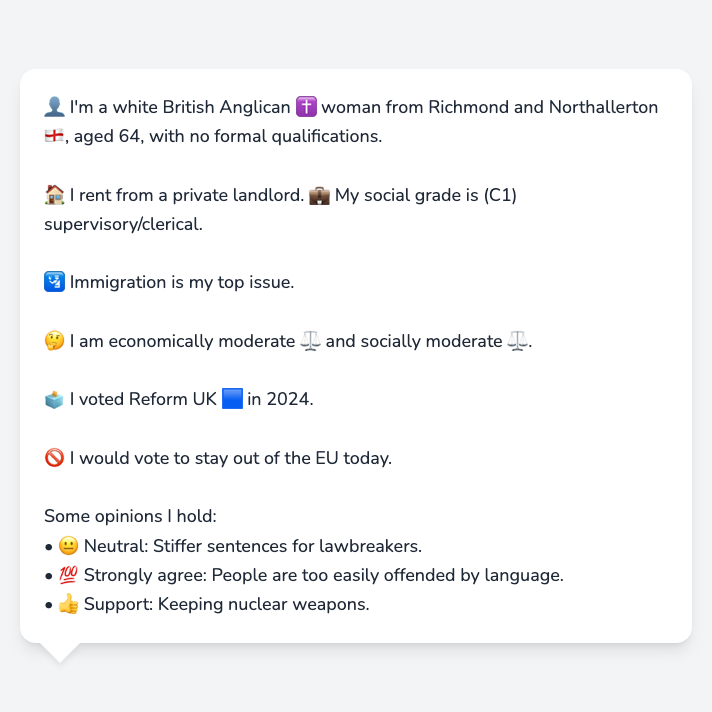 👤 I'm a white British Anglican ✝️ woman from Richmond and Northallerton
🏴󠁧󠁢󠁥󠁮󠁧󠁿, aged 64, with no formal qualifications.
🏠 I rent from a private landlord. 💼 My social grade is (C1)
supervisory/clerical.
🛂 Immigration is my top issue.
🤔 I am economically moderate ⚖️ and socially moderate ⚖️.
🗳️ I voted Reform UK 🟦 in 2024.
🚫 I would vote to stay out of the EU today.
Some opinions I hold:
• 😐 Neutral: Stiffer sentences for lawbreakers.
• 💯 Strongly agree: People are too easily offended by language.
• 👍 Support: Keeping nuclear weapons.